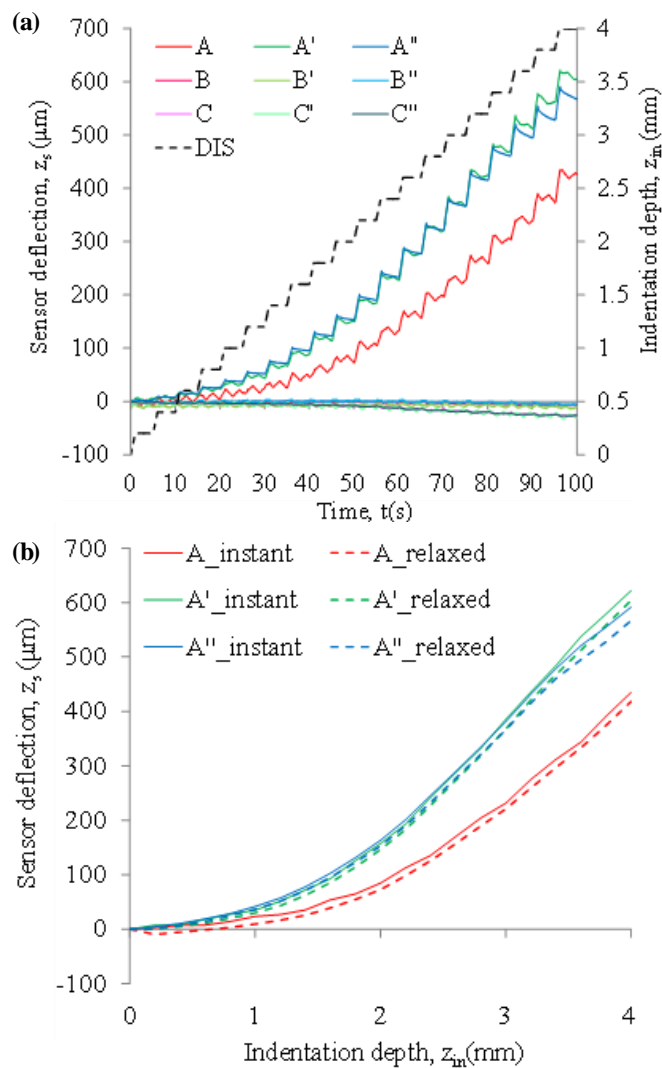 (a)
700
600
500
400
300
200
100
0
-100
Sensor deflection, zs (μm)
A A' A"
B B' B"
C C' C"
DIS
4
3.5
3
2.5
2
1.5
1
0.5
0
Indentation depth, zin (mm)
0 10 20 30 40 50 60 70 80 90 100
Time, t(s)
(b)
700
600
500
400
300
200
100
0
-100
Sensor deflection, zs (μm)
A_instant A_relaxed
A'_instant A'_relaxed
A"_instant A"_relaxed
0 1 2 3 4
Indentation depth, zin(mm)